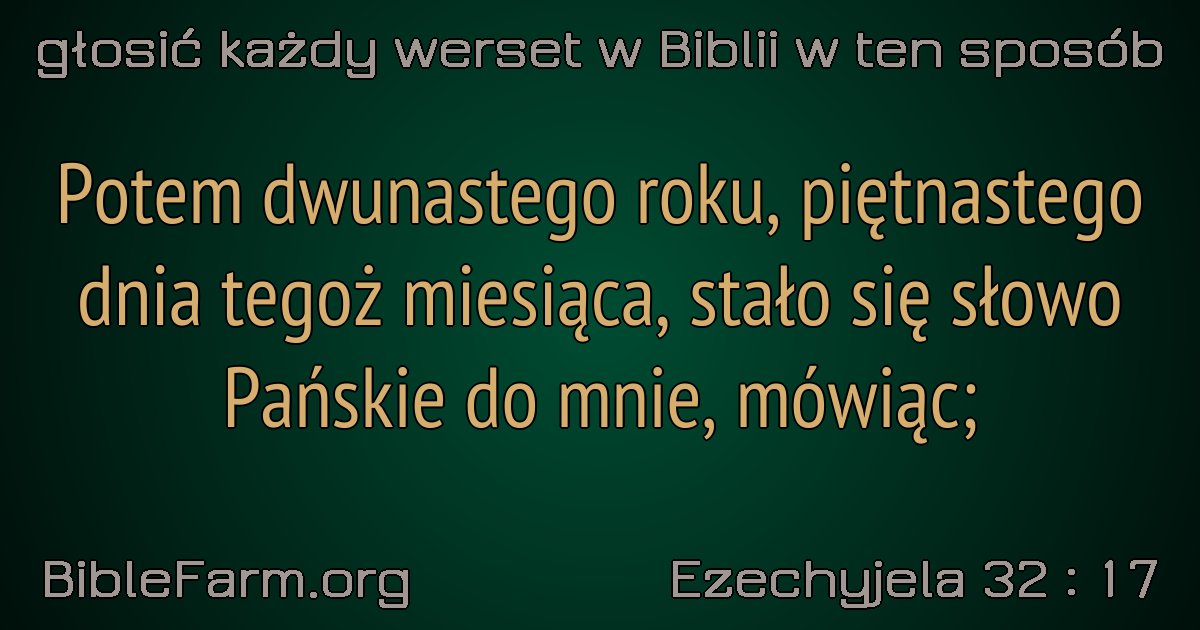 głosić każdy werset w Biblii w ten sposób
Potem dwunastego roku, piętnastego
dnia tegoż miesiąca, stało się słowo
Pańskie do mnie, mówiąc;
BibleFarm.org
Ezechyjela 32 : 17